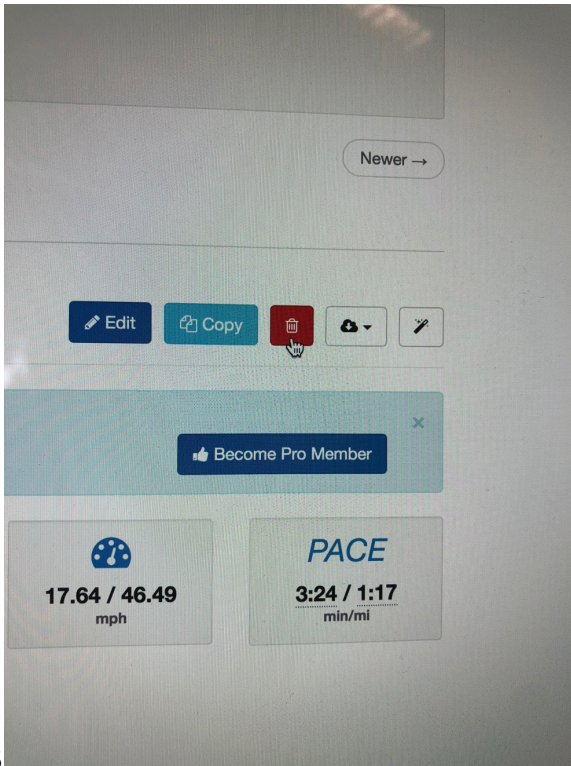 Newer →
Edit
Copy
Become Pro Member
×
17.64 / 46.49
mph
PACE
3:24 / 1:17
min/mi